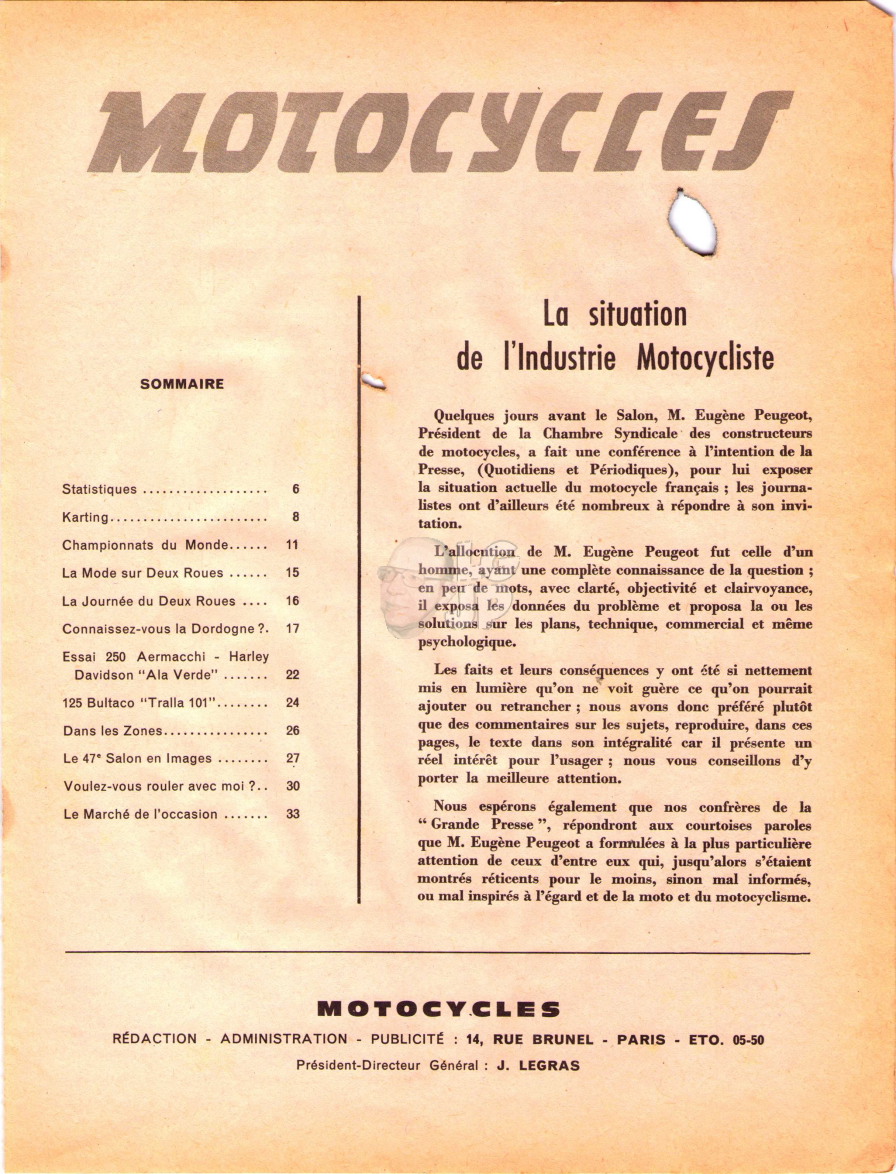 MOTOCYCLES
SOMMAIRE
Statistiques ................... 6
Karting........................ 8
Championnats du Monde...... 11
La Mode sur Deux Roues ...... 15
La Journée du Deux Roues .... 16
Connaissez-vous la Dordogne ?. 17
Essai 250 Aermacchi - Harley
Davidson "Ala Verde" ....... 22
125 Bultaco "Tralla 101"........ 24
Dans les Zones................ 26
Le 47e Salon en Images ........ 27
Voulez-vous rouler avec moi ?.. 30
Le Marché de l'occasion ....... 33
La situation
de l'Industrie Motocycliste
Quelques jours avant le Salon, M. Eugène Peugeot,
Président de la Chambre Syndicale des constructeurs
de motocycles, a fait une conférence à l'intention de la
Presse, (Quotidiens et Périodiques), pour lui exposer
la situation actuelle du motocycle français ; les journa-
listes ont d'ailleurs été nombreux à répondre à son invi-
tation.
L'allocution de M. Eugène Peugeot fut celle d'un
homme, ayant une complète connaissance de la question ;
en peu de mots, avec clarté, objectivité et clairvoyance,
il exposa les données du problème et proposa la ou les
solutions sur les plans, technique, commercial et même
psychologique.
Les faits et leurs conséquences y ont été si nettement
mis en lumière qu'on ne voit guère ce qu'on pourrait
ajouter ou retrancher ; nous avons donc préféré plutôt
que des commentaires sur les sujets, reproduire, dans ces
pages, le texte dans son intégralité car il présente un
réel intérêt pour l'usager ; nous vous conseillons d'y
porter la meilleure attention.
Nous espérons également que nos confrères de la
" Grande Presse ", répondront aux courtoises paroles
que M. Eugène Peugeot a formulées à la plus particulière
attention de ceux d'entre eux qui, jusqu'alors s'étaient
montrés réticents pour le moins, sinon mal informés,
ou mal inspirés à l'égard et de la moto et du motocyclisme.
MOTOCYCLES
RÉDACTION - ADMINISTRATION - PUBLICITÉ : 14, RUE BRUNEL - PARIS - ETO. 05-50
Président-Directeur Général : J. LEGRAS